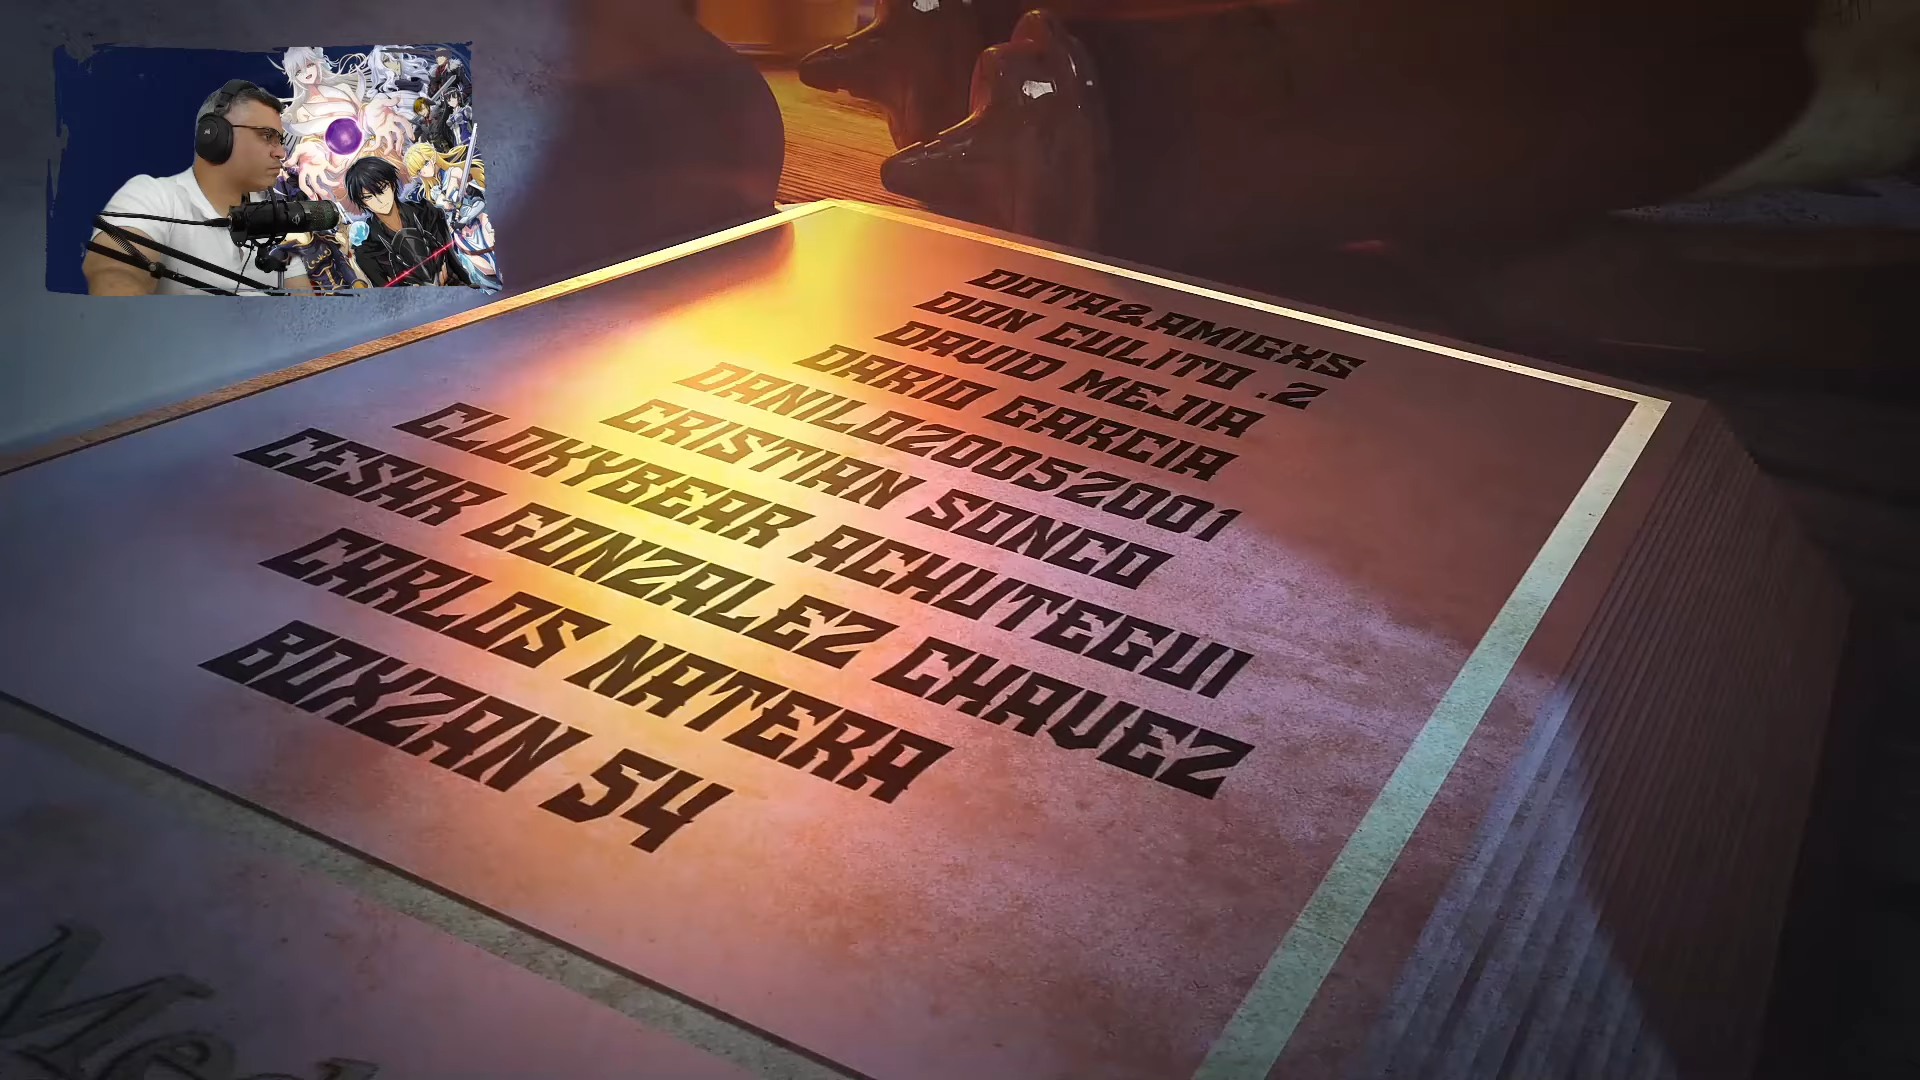 DOTA&AMIGXS
DON CULITO .2
DAVID MEJIA
DARIO GARCIA
DANILO20052001
CRISTIAN SONCO
CLOKYBEAR ACHUTEGUI
CESAR GONZALEZ CHAVEZ
CARLOS NATERA
BOXZAN 54